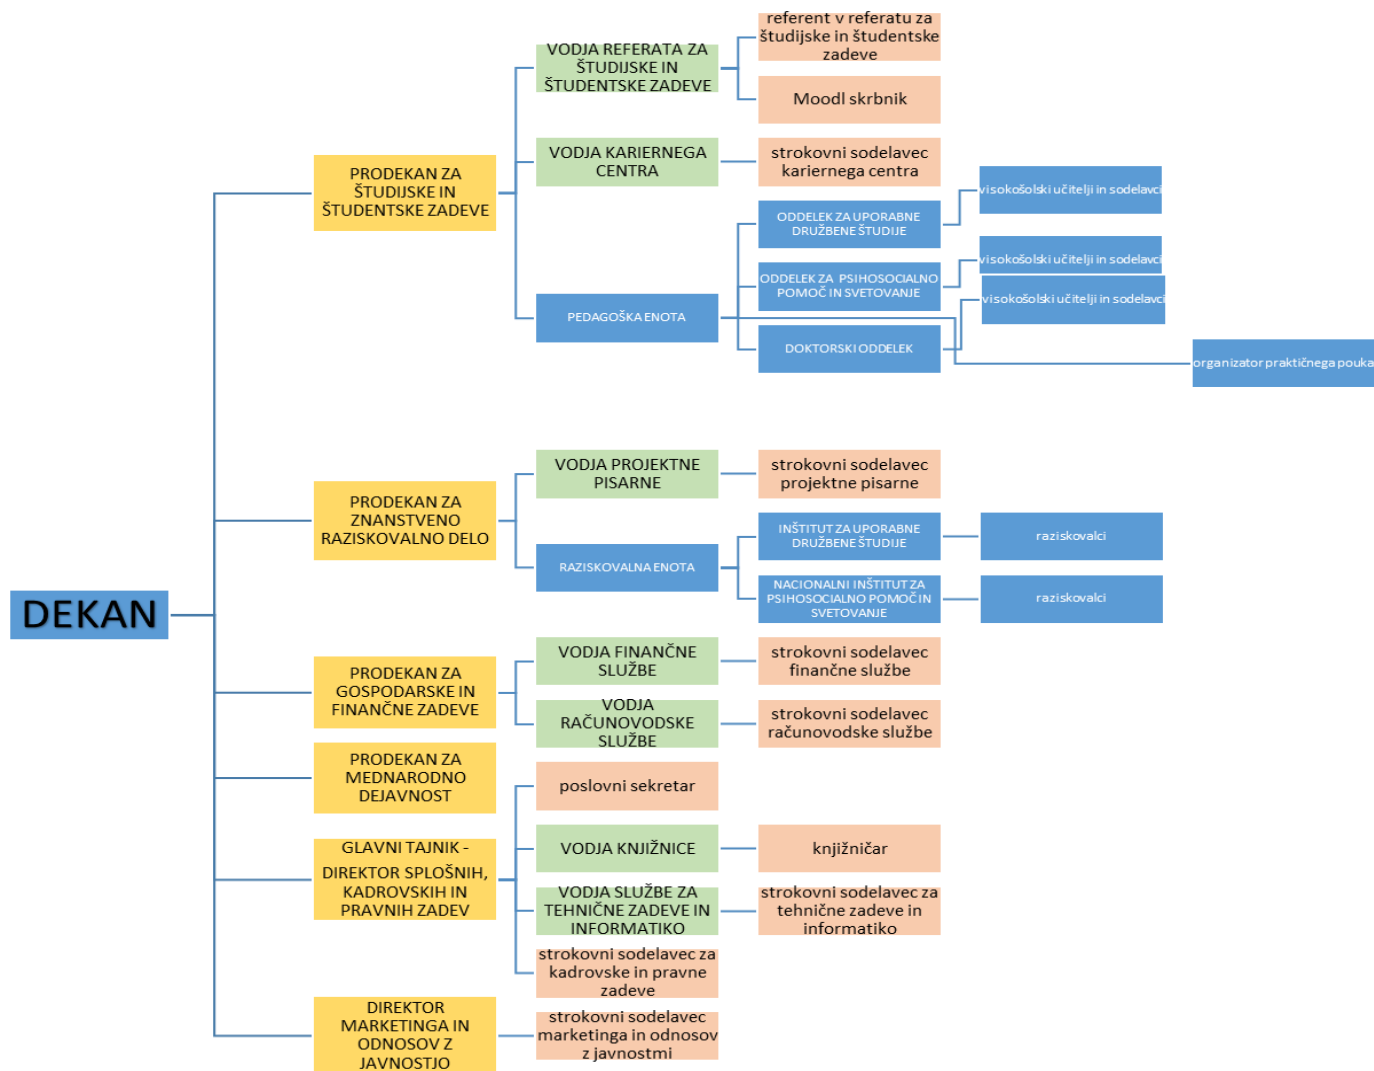 DEKAN
PRODEKAN ZA
ŠTUDIJSKE IN
ŠTUDENTSKE ZADEVE
VODJA REFERATA ZA
ŠTUDIJSKE IN
ŠTUDENTSKE ZADEVE
referent v referatu za
študijske in študentske
zadeve
Moodl skrbnik
VODJA KARIERNEGA
CENTRA
strokovni sodelavec
kariernega centra
PEDAGOŠKA ENOTA
ODDELEK ZA UPORABNE
DRUŽBENE ŠTUDIJE
visokošolski učitelji in sodelavci
ODDELEK ZA PSIHOSOCIALNO
POMOČ IN SVETOVANJE
visokošolski učitelji in sodelavci
DOKTORSKI ODDELEK
visokošolski učitelji in sodelavci
organizator praktičnega pouka
PRODEKAN ZA
ZNANSTVENO
RAZISKOVALNO DELO
VODJA PROJEKTNE
PISARNE
strokovni sodelavec
projektne pisarne
RAZISKOVALNA ENOTA
INŠTITUT ZA UPORABNE
DRUŽBENE ŠTUDIJE
raziskovalci
NACIONALNI INŠTITUT ZA
PSIHOSOCIALNO POMOČ IN
SVETOVANJE
raziskovalci
PRODEKAN ZA
GOSPODARSKE IN
FINANČNE ZADEVE
VODJA FINANČNE
SLUŽBE
strokovni sodelavec
finančne službe
VODJA
RAČUNOVODSKE
SLUŽBE
strokovni sodelavec
računovodske službe
PRODEKAN ZA
MEDNARODNO
DEJAVNOST
GLAVNI TAJNIK -
DIREKTOR SPLOŠNIH,
KADROVSKIH IN
PRAVNIH ZADEV
poslovni sekretar
VODJA KNJIŽNICE
knjižničar
VODJA SLUŽBE ZA
TEHNIČNE ZADEVE IN
INFORMATIKO
strokovni sodelavec za
tehnične zadeve in
informatiko
strokovni sodelavec za
kadrovske in pravne
zadeve
DIREKTOR
MARKETINGA IN
ODNOSOV Z
JAVNOSTJO
strokovni sodelavec
marketinga in odnosov
z javnostmi